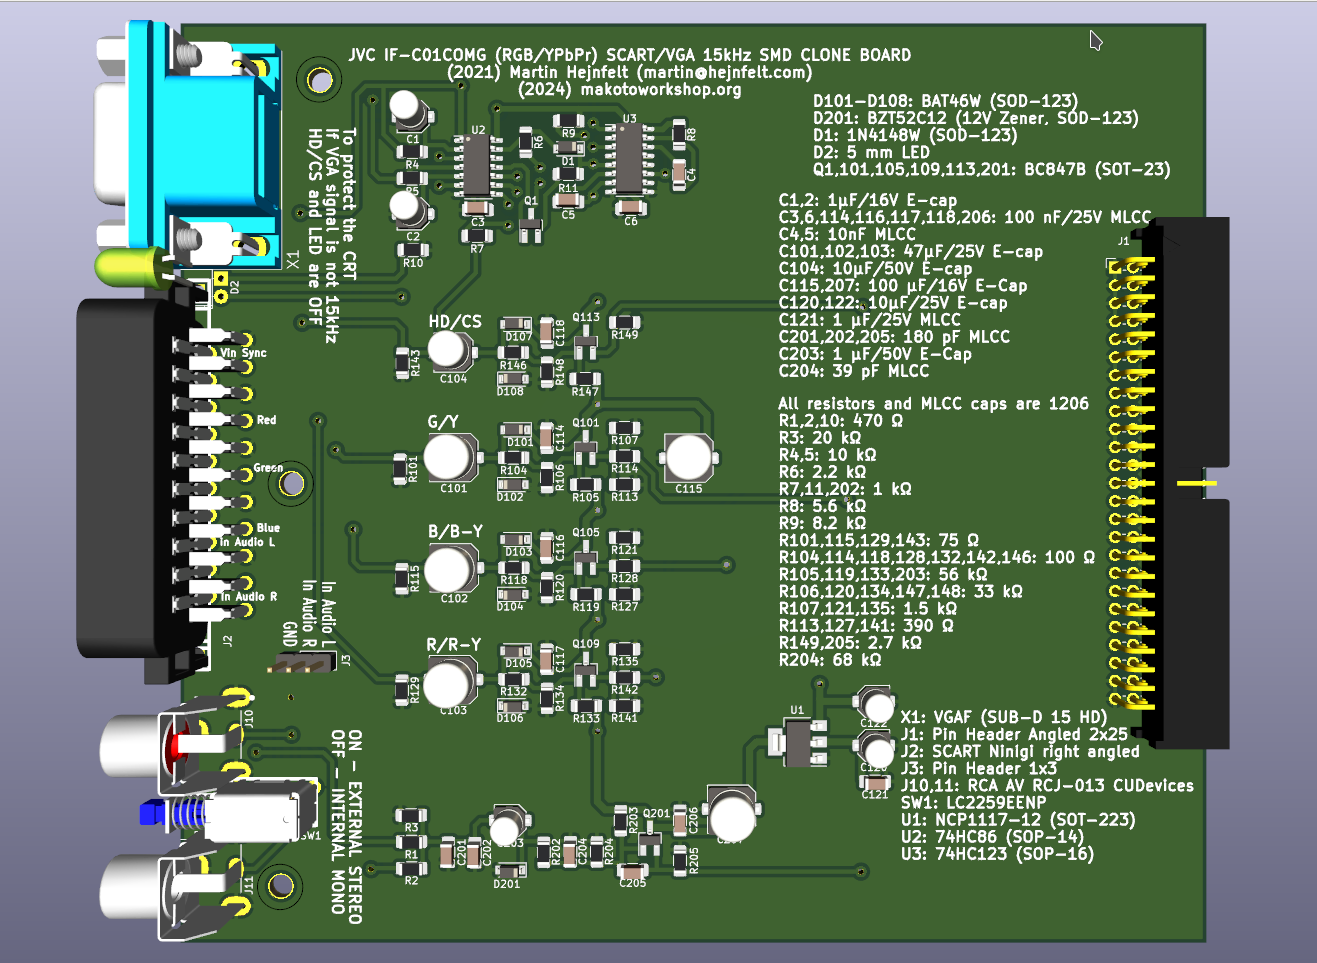 JVC IF-C01COMG (RGB/YPbPr) SCART/VGA 15kHz SMD CLONE BOARD
(2021) Martin Hejnfelt (martin@hejnfelt.com)
(2024) makotoworkshop.org
D101-D108: BAT46W (SOD-123)
D201: BZT52C12 (12V Zener, SOD-123)
D1: 1N4148W (SOD-123)
D2: 5 mm LED
Q1,101,105,109,113,201: BC847B (SOT-23)
C1,2: 1µF/16V E-cap
C3,6,114,116,117,118,206: 100 nF/25V MLCC
C4,5: 10nF MLCC
C101,102,103: 47µF/25V E-cap
C104: 10µF/50V E-cap
C115,207: 100 µF/16V E-Cap
C120,122: 10µF/25V E-cap
C121: 1 µF/25V MLCC
C201,202,205: 180 pF MLCC
C203: 1 µF/50V E-Cap
C204: 39 pF MLCC
All resistors and MLCC caps are 1206
R1,2,10: 470 Ω
R3: 20 kΩ
R4,5: 10 kΩ
R6: 2.2 kΩ
R7,11,202: 1 kΩ
R8: 5.6 kΩ
R9: 8.2 kΩ
R101,115,129,143: 75 Ω
R104,114,118,128,132,142,146: 100 Ω
R105,119,133,203: 56 kΩ
R106,120,134,147,148: 33 kΩ
R107,121,135: 1.5 kΩ
R113,127,141: 390 Ω
R149,205: 2.7 kΩ
R204: 68 kΩ
X1: VGAF (SUB-D 15 HD)
J1: Pin Header Angled 2x25
J2: SCART Ninigi right angled
J3: Pin Header 1x3
J10,11: RCA AV RCJ-013 CUDevices
SW1: LC2259EENP
U1: NCP1117-12 (SOT-223)
U2: 74HC86 (SOP-14)
U3: 74HC123 (SOP-16)
To protect the CRT
If VGA signal is not 15kHz
HD/CS and LED are OFF
X1
D2
C1
R4
R5
C2
R10
U2
C3
R7
R6
Q1
R9
D1
R11
C5
U3
C6
R8
C4
J1
Vin Sync
Red
Green
Blue
In Audio L
In Audio R
J2
In Audio L
In Audio R
GND
J3
HD/CS
R143
C104
D107
R146
D108
C118
R148
Q113
R147
R149
G/Y
R101
C101
D101
R104
D102
C114
R106
Q101
R105
R107
R114
R113
C115
B/B-Y
R115
C102
D103
R118
D104
C116
R120
Q105
R119
R121
R128
R127
R/R-Y
R129
C103
D105
R132
D106
C117
R134
Q109
R133
R135
R142
R141
J10
SW1
J11
ON - EXTERNAL STEREO
OFF - INTERNAL MONO
R3
R1
R2
C201
C202
D201
R202
C204
R204
R203
Q201
C205
C206
R205
U1
C121